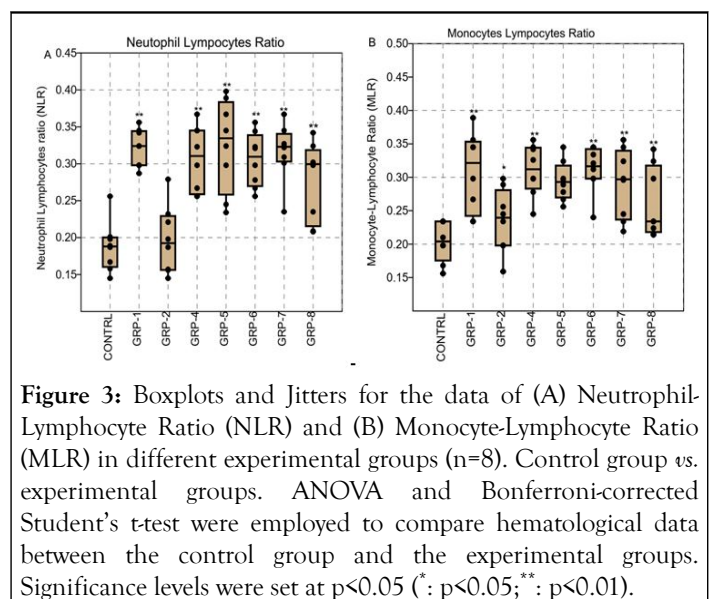 Neutophil Lympocytes Ratio
A
Neutrophil Lymphocytes ratio (NLR)
0.45
0.40
0.35
0.30
0.25
0.20
0.15
** ** ** ** ** **
CONTRL GRP-1 GRP-2 GRP-4 GRP-5 GRP-6 GRP-7 GRP-8
Monocytes Lymphocytes Ratio
B
Monocyte-Lymphocyte Ratio (MLR)
0.50
0.40
0.35
0.30
0.25
0.20
0.15
** * ** ** ** **
CONTRL GRP-1 GRP-2 GRP-4 GRP-5 GRP-6 GRP-7 GRP-8
-
Figure 3: Boxplots and Jitters for the data of (A) Neutrophil-
Lymphocyte Ratio (NLR) and (B) Monocyte-Lymphocyte Ratio
(MLR) in different experimental groups (n=8). Control group vs.
experimental groups. ANOVA and Bonferroni-corrected
Student’s t-test were employed to compare hematological data
between the control group and the experimental groups.
Significance levels were set at p<0.05 (*: p<0.05;**: p<0.01).